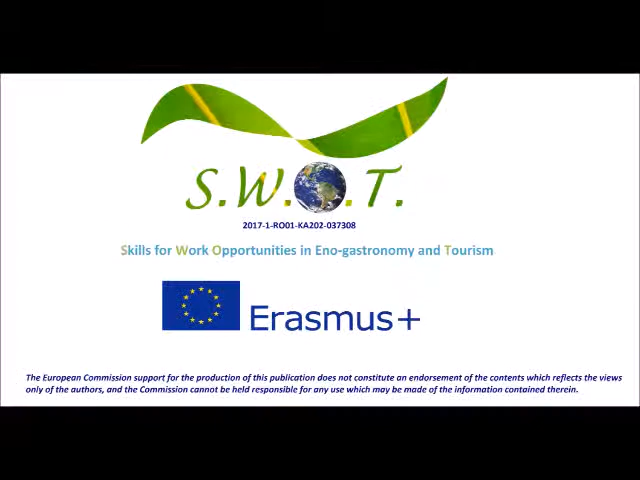 S.W.O.T.
2017-1-RO01-KA202-037308
Skills for Work Opportunities in Eno-gastronomy and Tourism
Erasmus+
The European Commission support for the production of this publication does not constitute an endorsement of the contents which reflects the views
only of the authors, and the Commission cannot be held responsible for any use which may be made of the information contained therein.